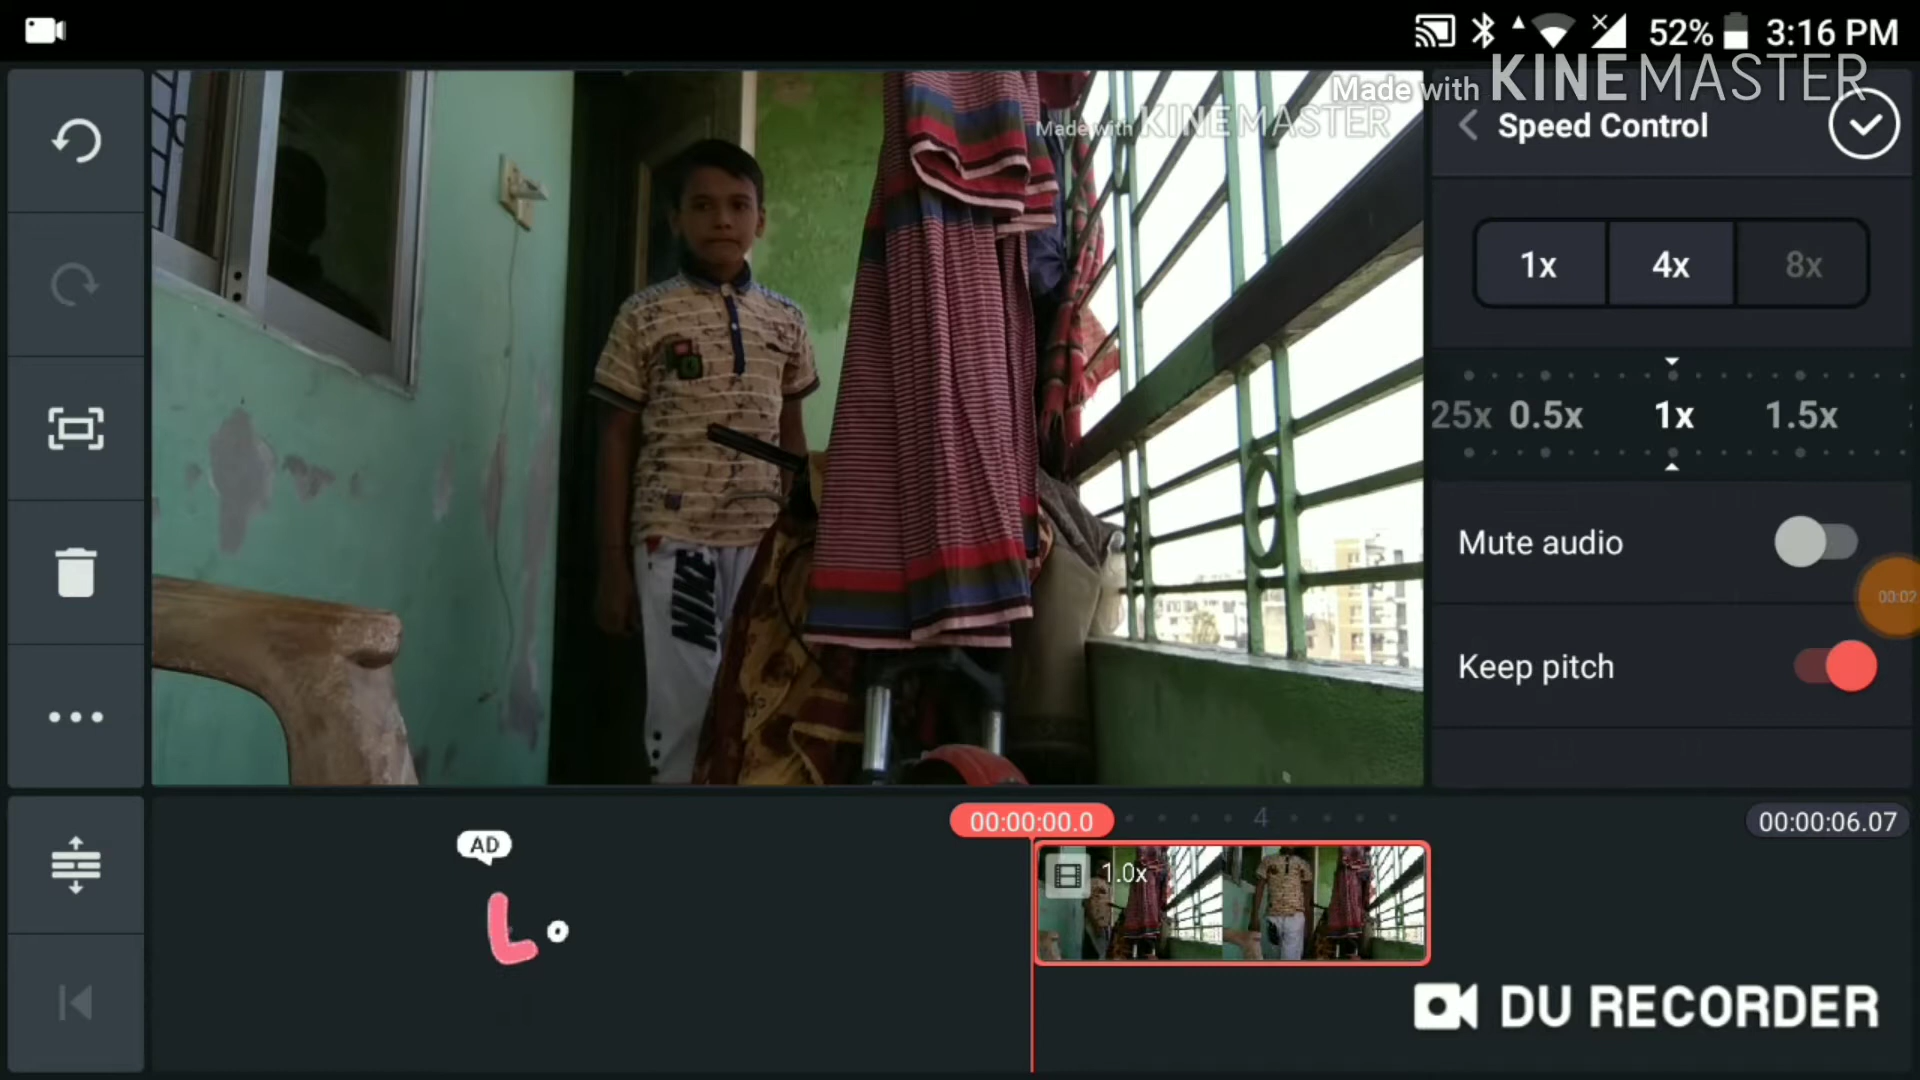 52% 3:16 PM
Made with KINEMASTER
Made with KINEMASTER
Speed Control
1x 4x 8x
25x 0.5x 1x 1.5x
Mute audio
00:02
Keep pitch
NIKE
00:00:00.0 4 00:00:06.07
AD
1.0x
L
DU RECORDER